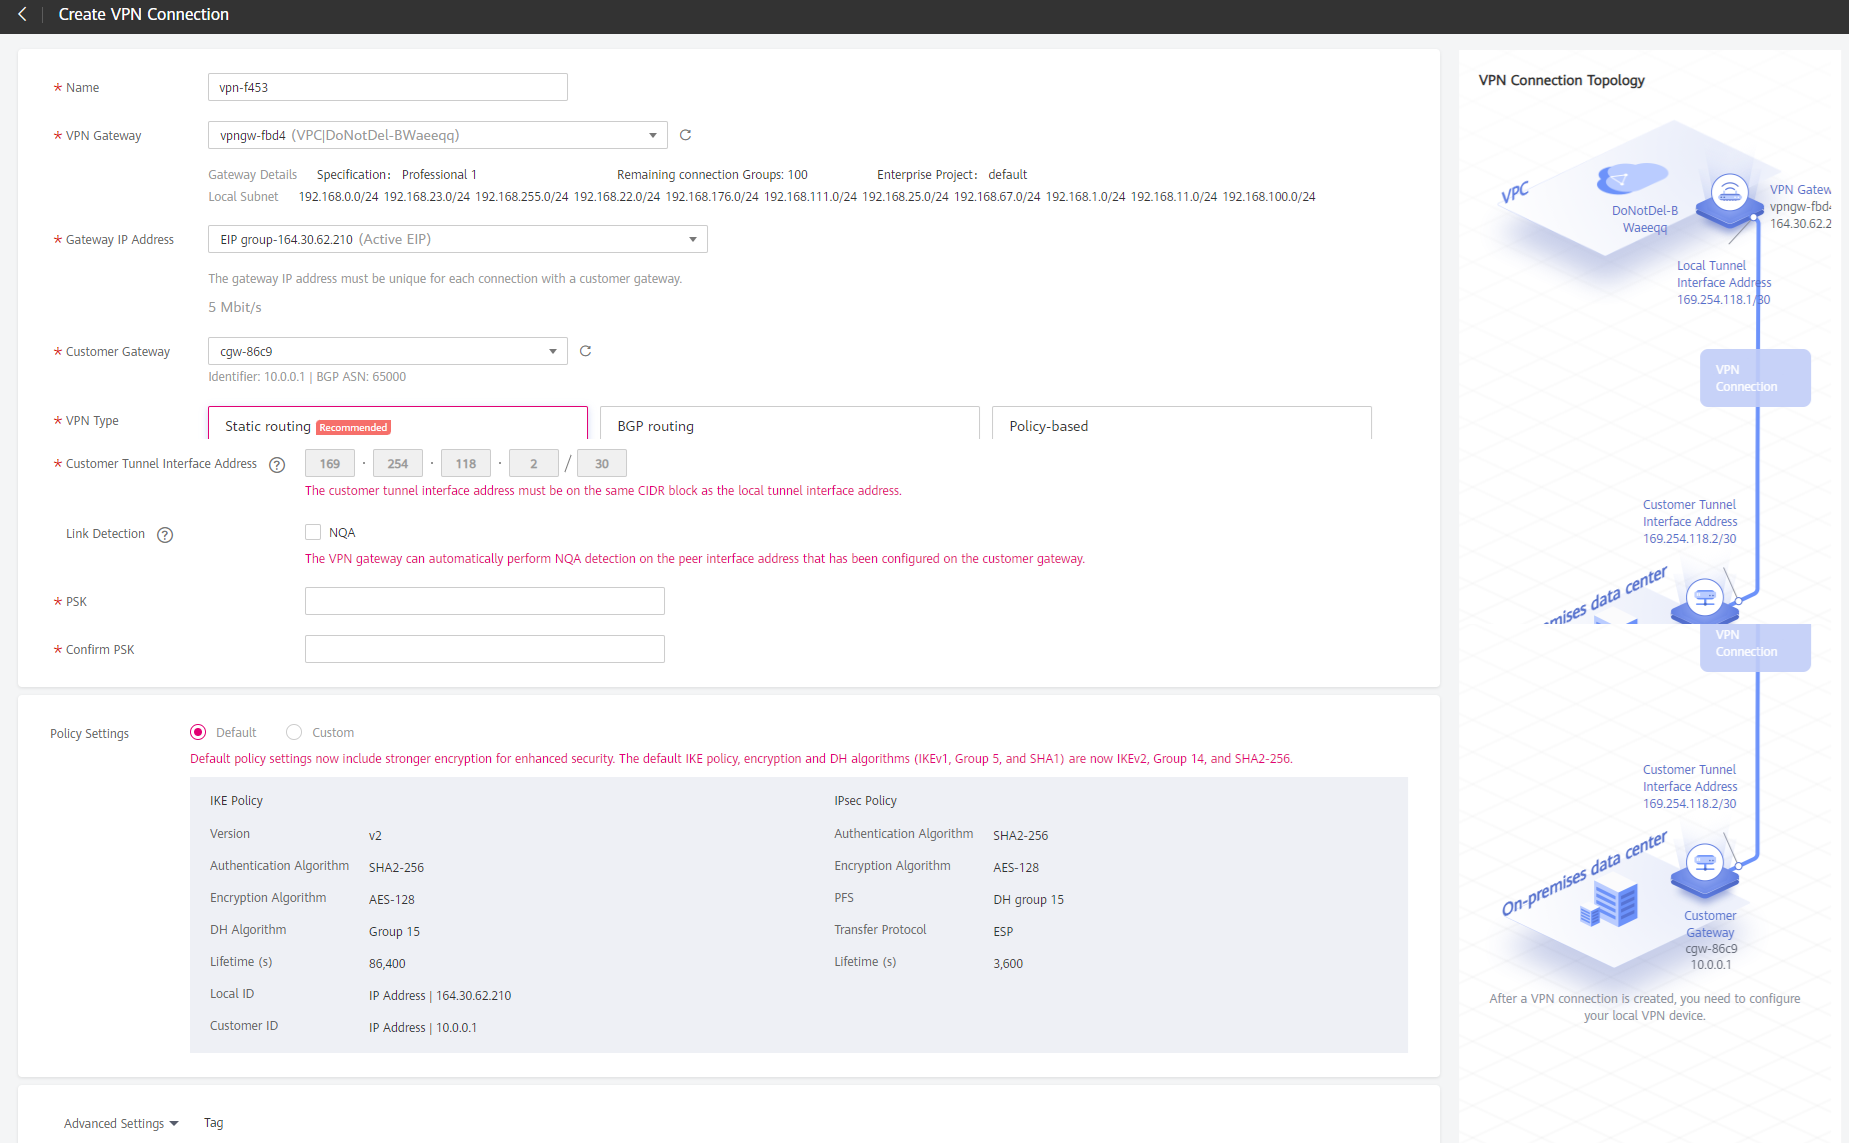 Create VPN Connection
* Name
vpn-f453
* VPN Gateway
vpngw-fbd4 (VPC|DoNotDel-BWaeeqq)
Gateway Details Specification: Professional 1 Remaining connection Groups: 100 Enterprise Project: default
Local Subnet 192.168.0.0/24 192.168.23.0/24 192.168.255.0/24 192.168.22.0/24 192.168.176.0/24 192.168.111.0/24 192.168.25.0/24 192.168.67.0/24 192.168.1.0/24 192.168.11.0/24 192.168.100.0/24
* Gateway IP Address
EIP group-164.30.62.210 (Active EIP)
The gateway IP address must be unique for each connection with a customer gateway.
5 Mbit/s
* Customer Gateway
cgw-86c9
Identifier: 10.0.0.1 | BGP ASN: 65000
* VPN Type
Static routing Recommended
BGP routing
Policy-based
* Customer Tunnel Interface Address ?
169 . 254 . 118 . 2 / 30
The customer tunnel interface address must be on the same CIDR block as the local tunnel interface address.
Link Detection ?
NQA
The VPN gateway can automatically perform NQA detection on the peer interface address that has been configured on the customer gateway.
* PSK
* Confirm PSK
Policy Settings
Default
Custom
Default policy settings now include stronger encryption for enhanced security. The default IKE policy, encryption and DH algorithms (IKEv1, Group 5, and SHA1) are now IKEv2, Group 14, and SHA2-256.
IKE Policy
Version v2
Authentication Algorithm SHA2-256
Encryption Algorithm AES-128
DH Algorithm Group 15
Lifetime (s) 86,400
Local ID IP Address | 164.30.62.210
Customer ID IP Address | 10.0.0.1
IPsec Policy
Authentication Algorithm SHA2-256
Encryption Algorithm AES-128
PFS DH group 15
Transfer Protocol ESP
Lifetime (s) 3,600
Advanced Settings
Tag
VPN Connection Topology
VPC
DoNotDel-B
Waeeqq
VPN Gatew
vpngw-fbd4
164.30.62.2
Local Tunnel
Interface Address
169.254.118.1/30
VPN
Connection
Customer Tunnel
Interface Address
169.254.118.2/30
mises data center
VPN
Connection
Customer Tunnel
Interface Address
169.254.118.2/30
On-premises data center
Customer
Gateway
cgw-86c9
10.0.0.1
After a VPN connection is created, you need to configure
your local VPN device.